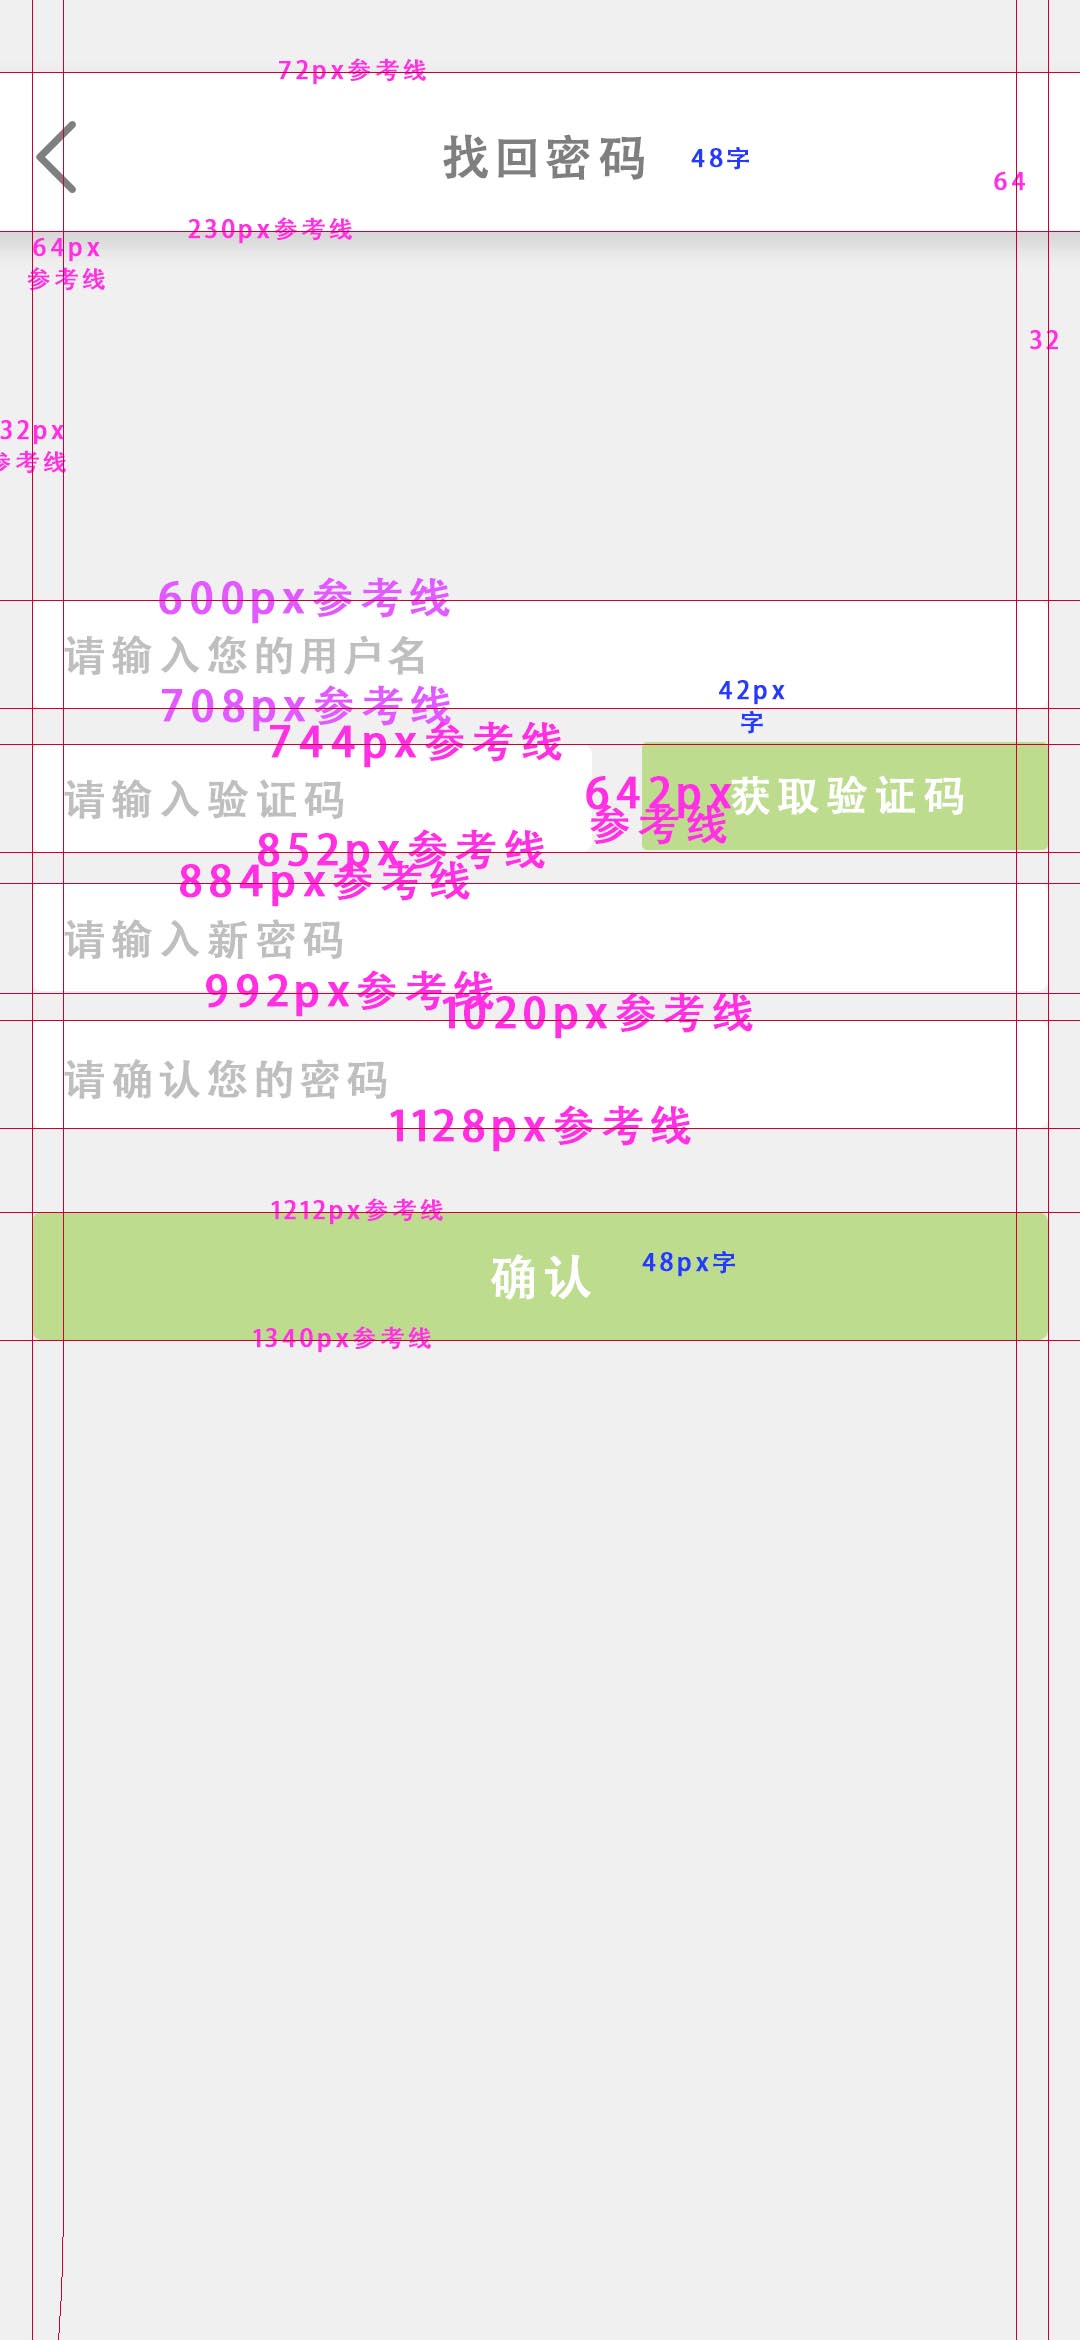 72px参考线
找回密码
48字
64
230px参考线
64px
参考线
32
32px
参考线
600px参考线
请输入您的用户名
708px参考线
42px
字
744px参考线
请输入验证码
642px
参考线
获取验证码
852px参考线
884px参考线
请输入新密码
992px参考线
1020px参考线
请确认您的密码
1128px参考线
1212px参考线
确认
48px字
1340px参考线